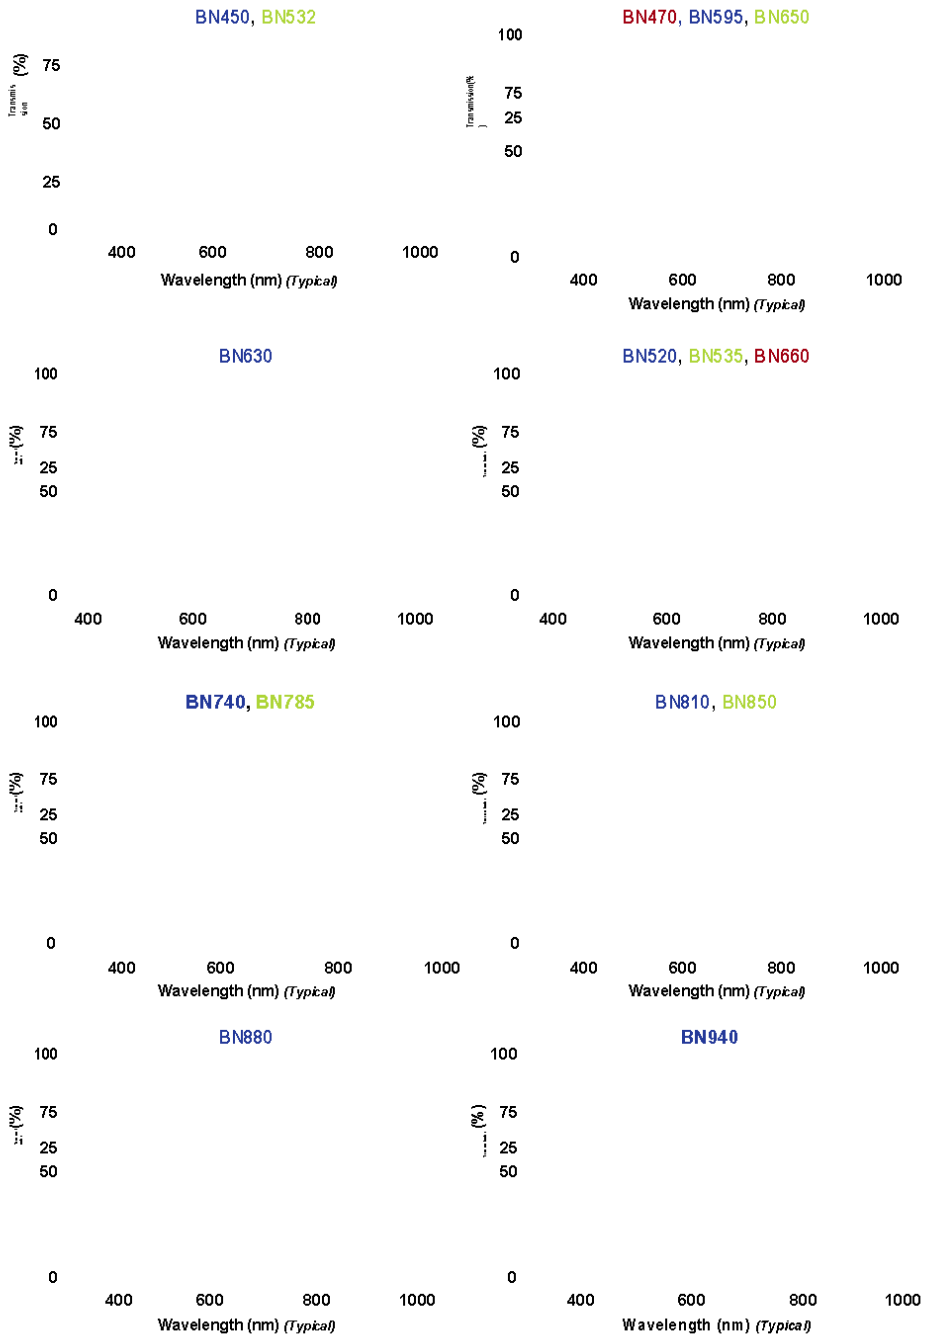 BN450, BN532
75
Transmission (%)
50
25
0
400 600 800 1000
Wavelength (nm) (Typical)
BN470, BN595, BN650
100
75
Transmission(%)
25
50
0
400 600 800 1000
Wavelength (nm) (Typical)
BN630
100
75
(%)
25
50
0
400 600 800 1000
Wavelength (nm) (Typical)
BN520, BN535, BN660
100
75
(%)
25
50
0
400 600 800 1000
Wavelength (nm) (Typical)
BN740, BN785
100
75
(%)
25
50
0
400 600 800 1000
Wavelength (nm) (Typical)
BN810, BN850
100
75
(%)
25
50
0
400 600 800 1000
Wavelength (nm) (Typical)
BN880
100
75
(%)
25
50
0
400 600 800 1000
Wavelength (nm) (Typical)
BN940
100
75
(%)
25
50
0
400 600 800 1000
Wavelength (nm) (Typical)